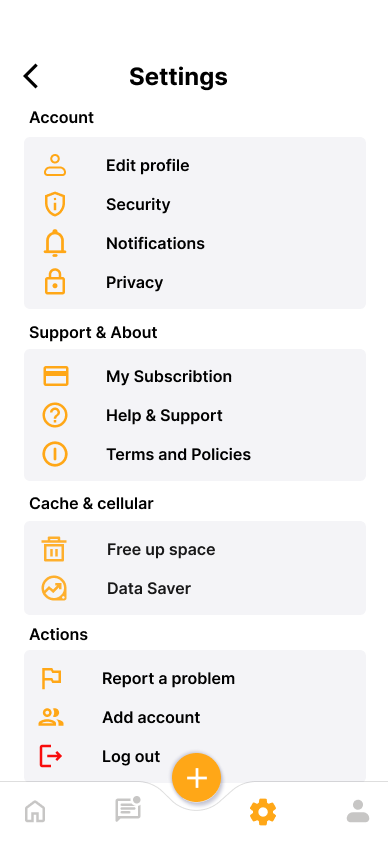 Settings
Account
Edit profile
Security
Notifications
Privacy
Support & About
My Subscribtion
Help & Support
Terms and Policies
Cache & cellular
Free up space
Data Saver
Actions
Report a problem
Add account
Log out